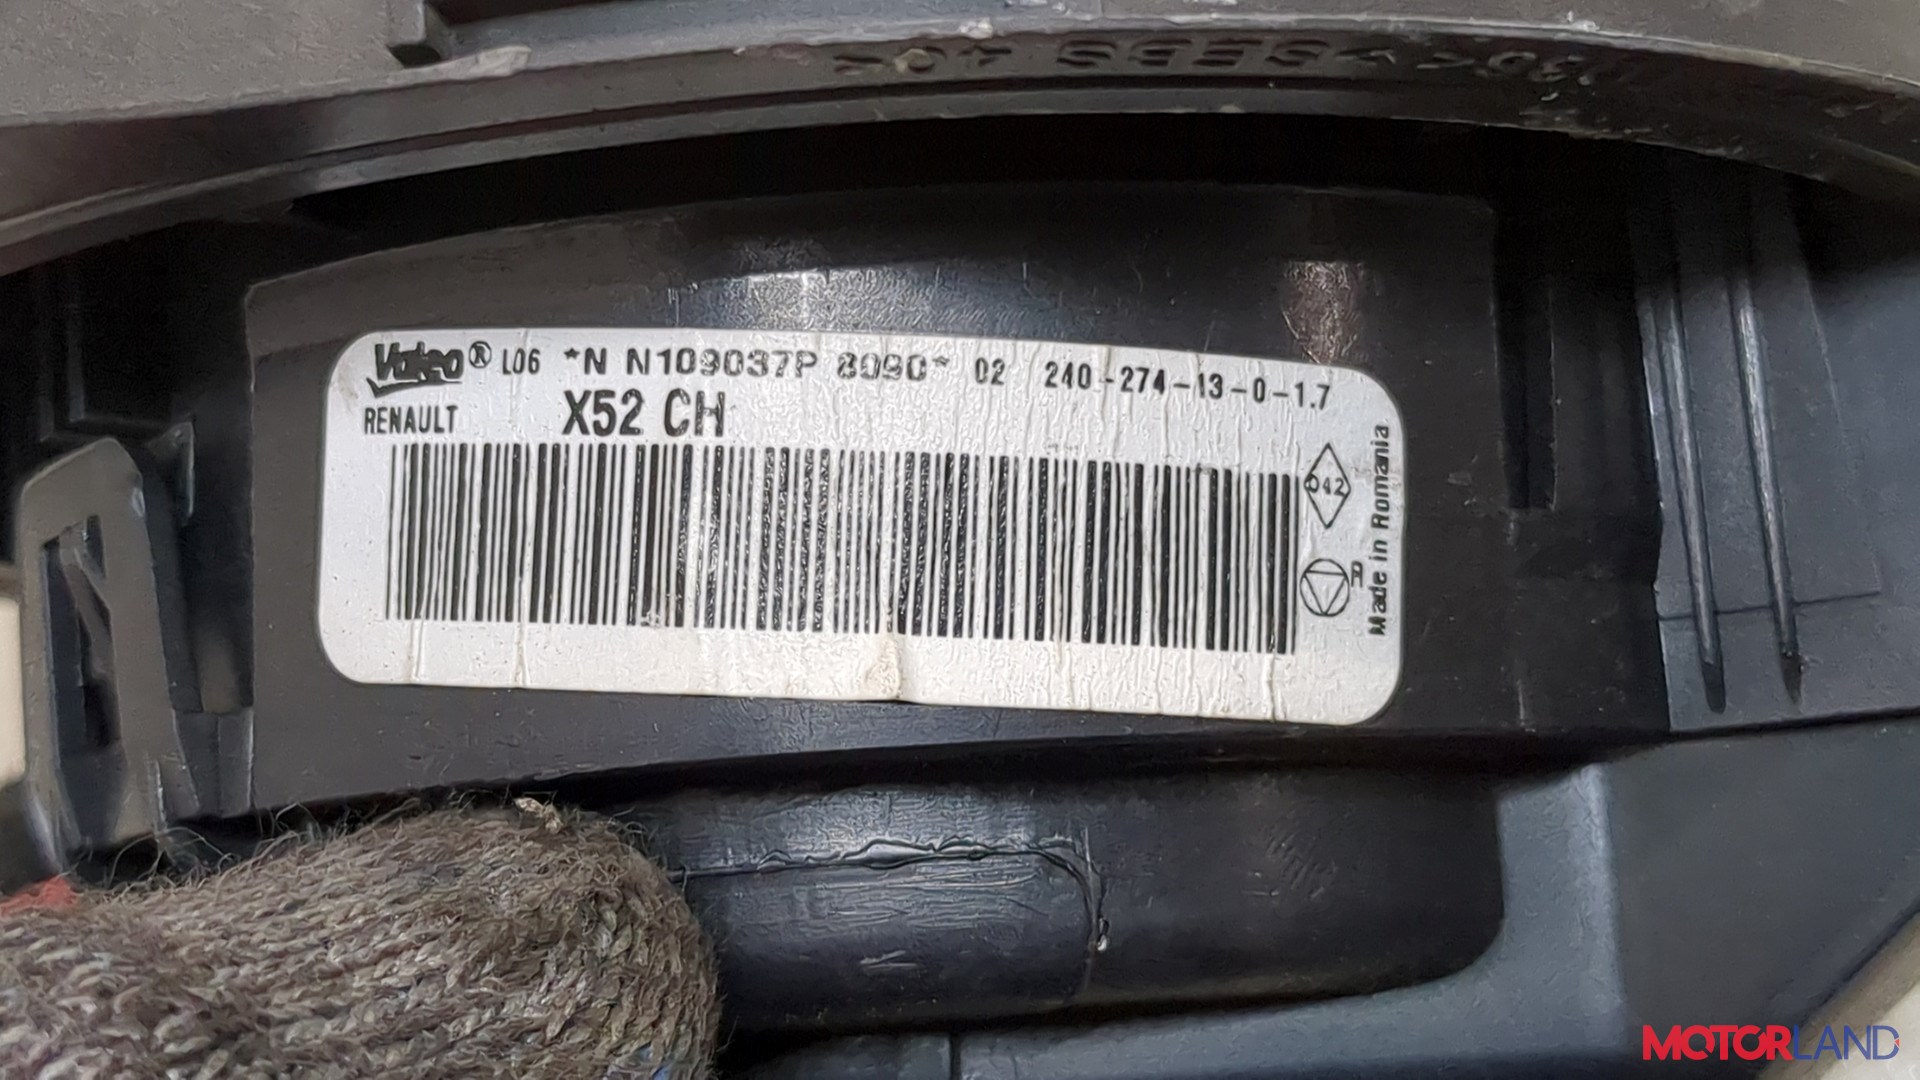 Valeo® L06 *N N109037P 8090* 02 240-274-13-0-1.7
RENAULT X52 CH
042
R
Made in Romania
MOTORLAND